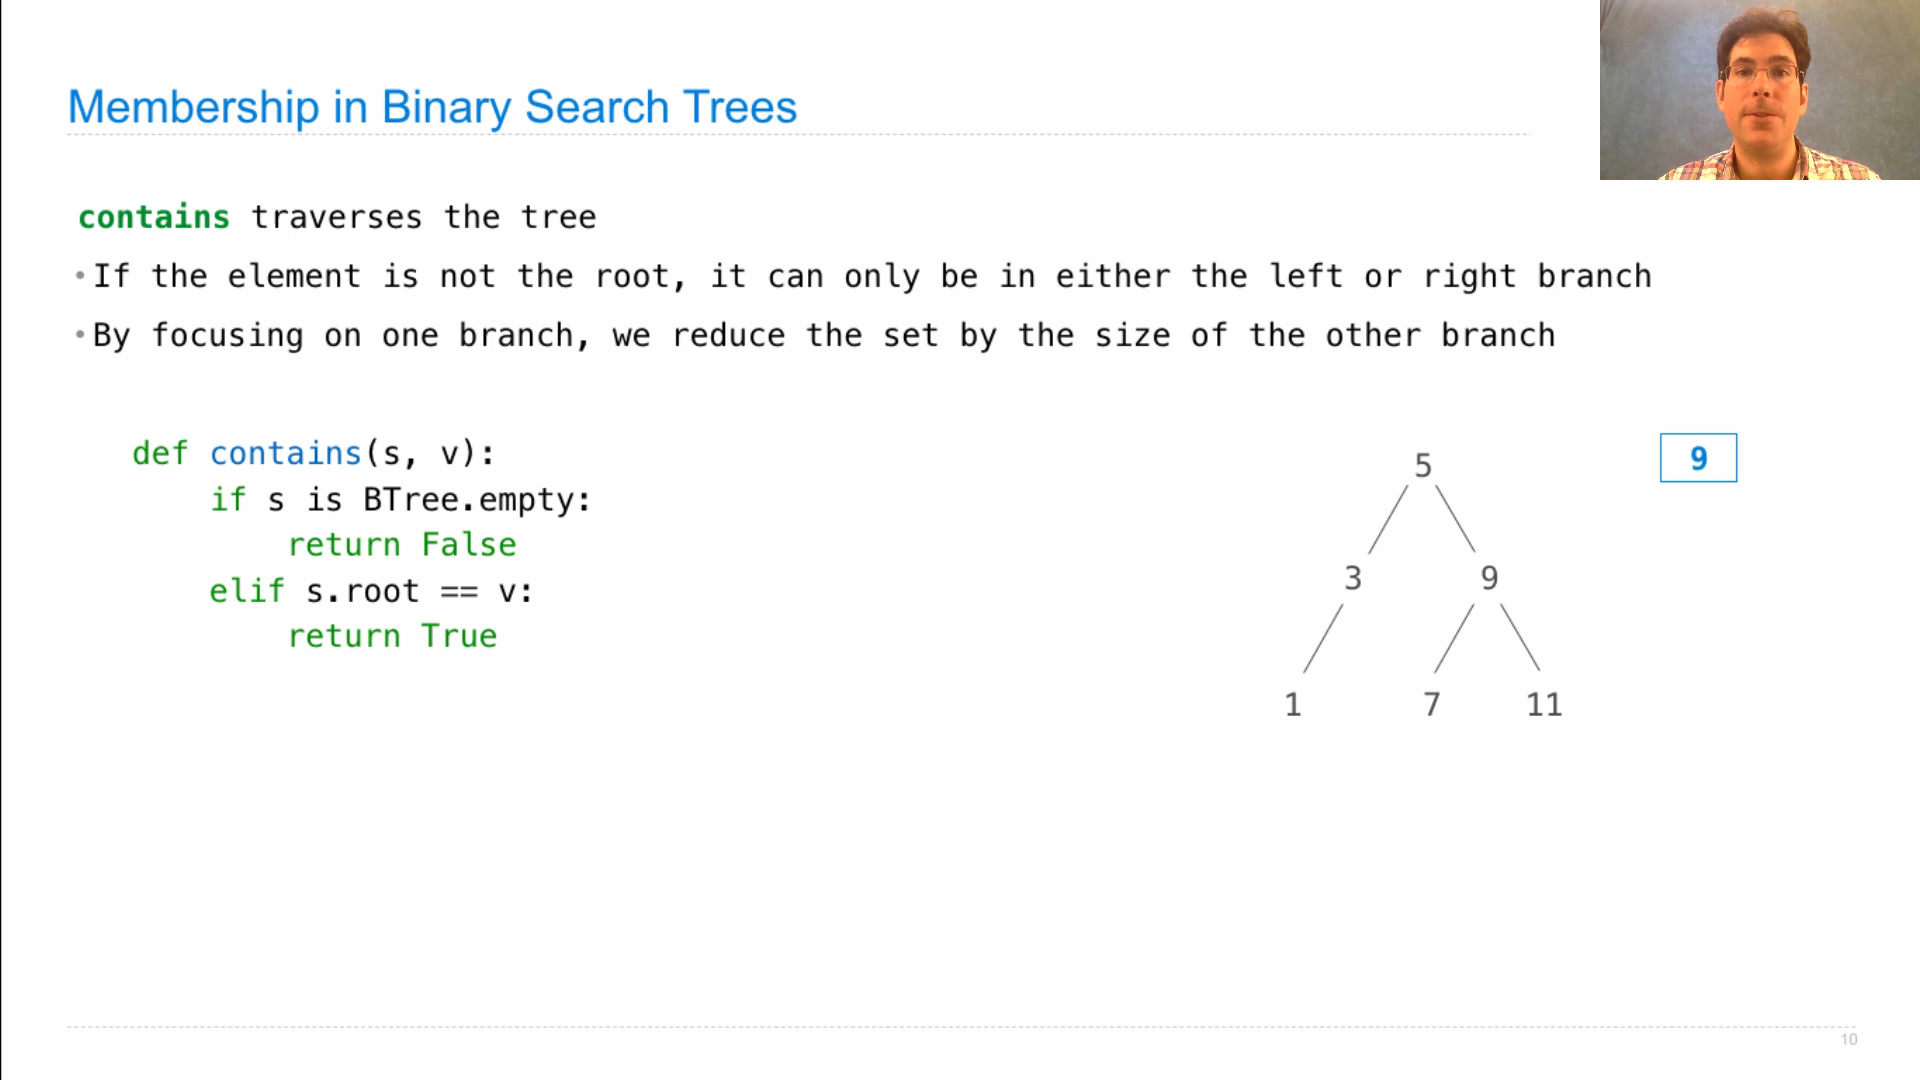 Membership in Binary Search Trees
contains traverses the tree
•If the element is not the root, it can only be in either the left or right branch
•By focusing on one branch, we reduce the set by the size of the other branch
def contains(s, v):
    if s is BTree.empty:
        return False
    elif s.root == v:
        return True
5
9
3 9
1 7 11
10